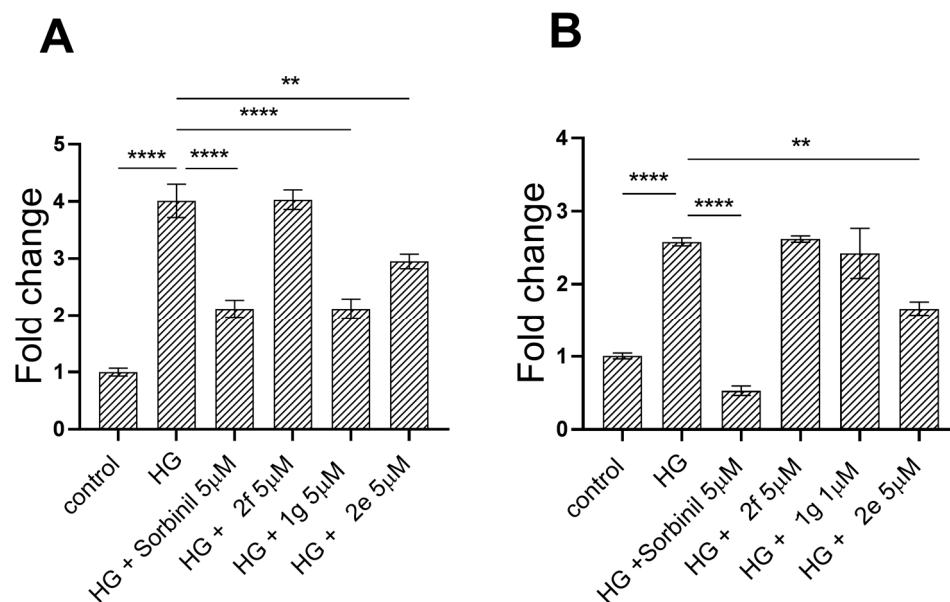 A
**
****
**** ****
5
4
3
2
1
0
Fold change
control
HG
HG + Sorbinil 5μM
HG + 2f 5μM
HG + 1g 5μM
HG + 2e 5μM
B
**
****
****
4
3
2
1
0
Fold change
control
HG
HG +Sorbinil 5μM
HG + 2f 5μM
HG + 1g 1μM
HG + 2e 5μM